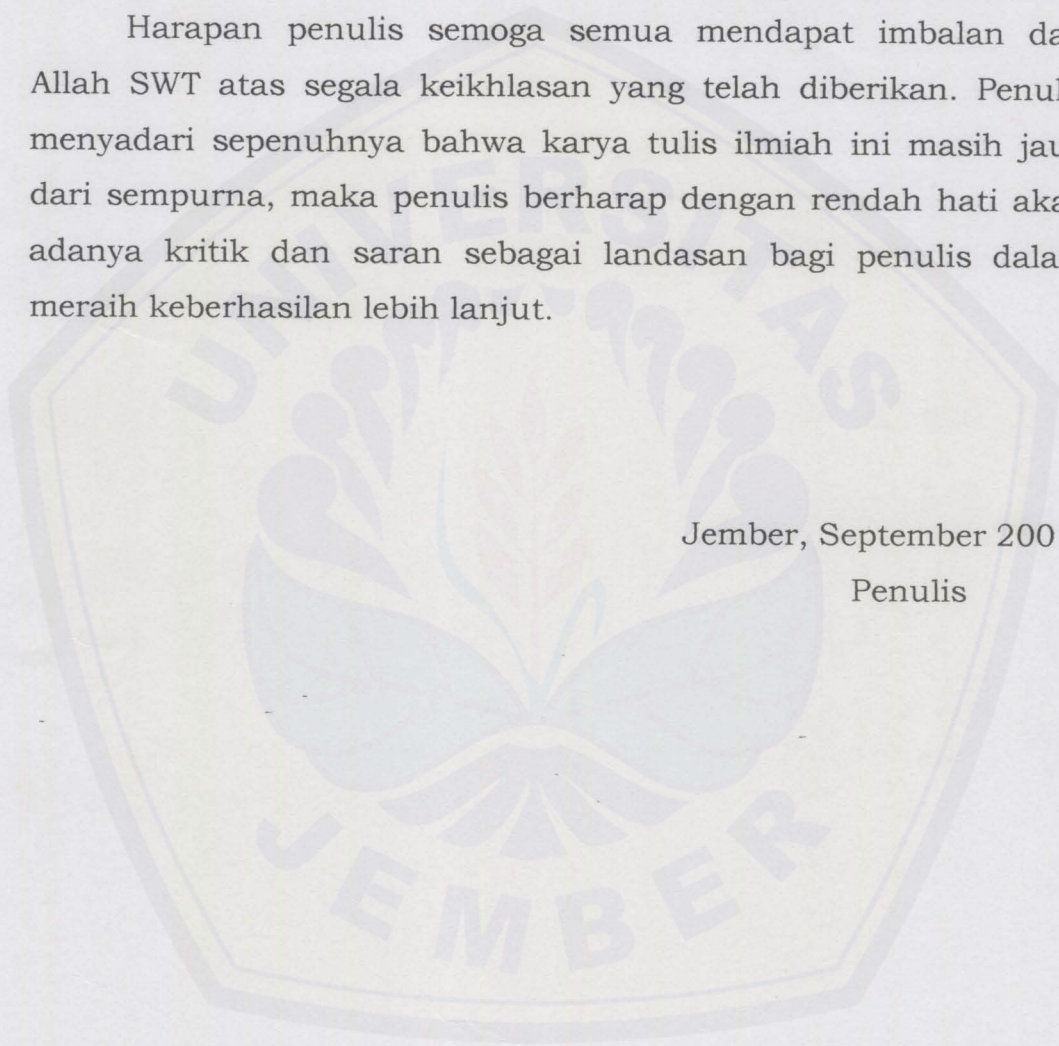 Harapan penulis semoga semua mendapat imbalan da
Allah SWT atas segala keikhlasan yang telah diberikan. Penul
menyadari sepenuhnya bahwa karya tulis ilmiah ini masih jau
dari sempurna, maka penulis berharap dengan rendah hati aka
adanya kritik dan saran sebagai landasan bagi penulis dala
meraih keberhasilan lebih lanjut.
UNIVERSITAS
Jember, September 200
Penulis
JEMBER